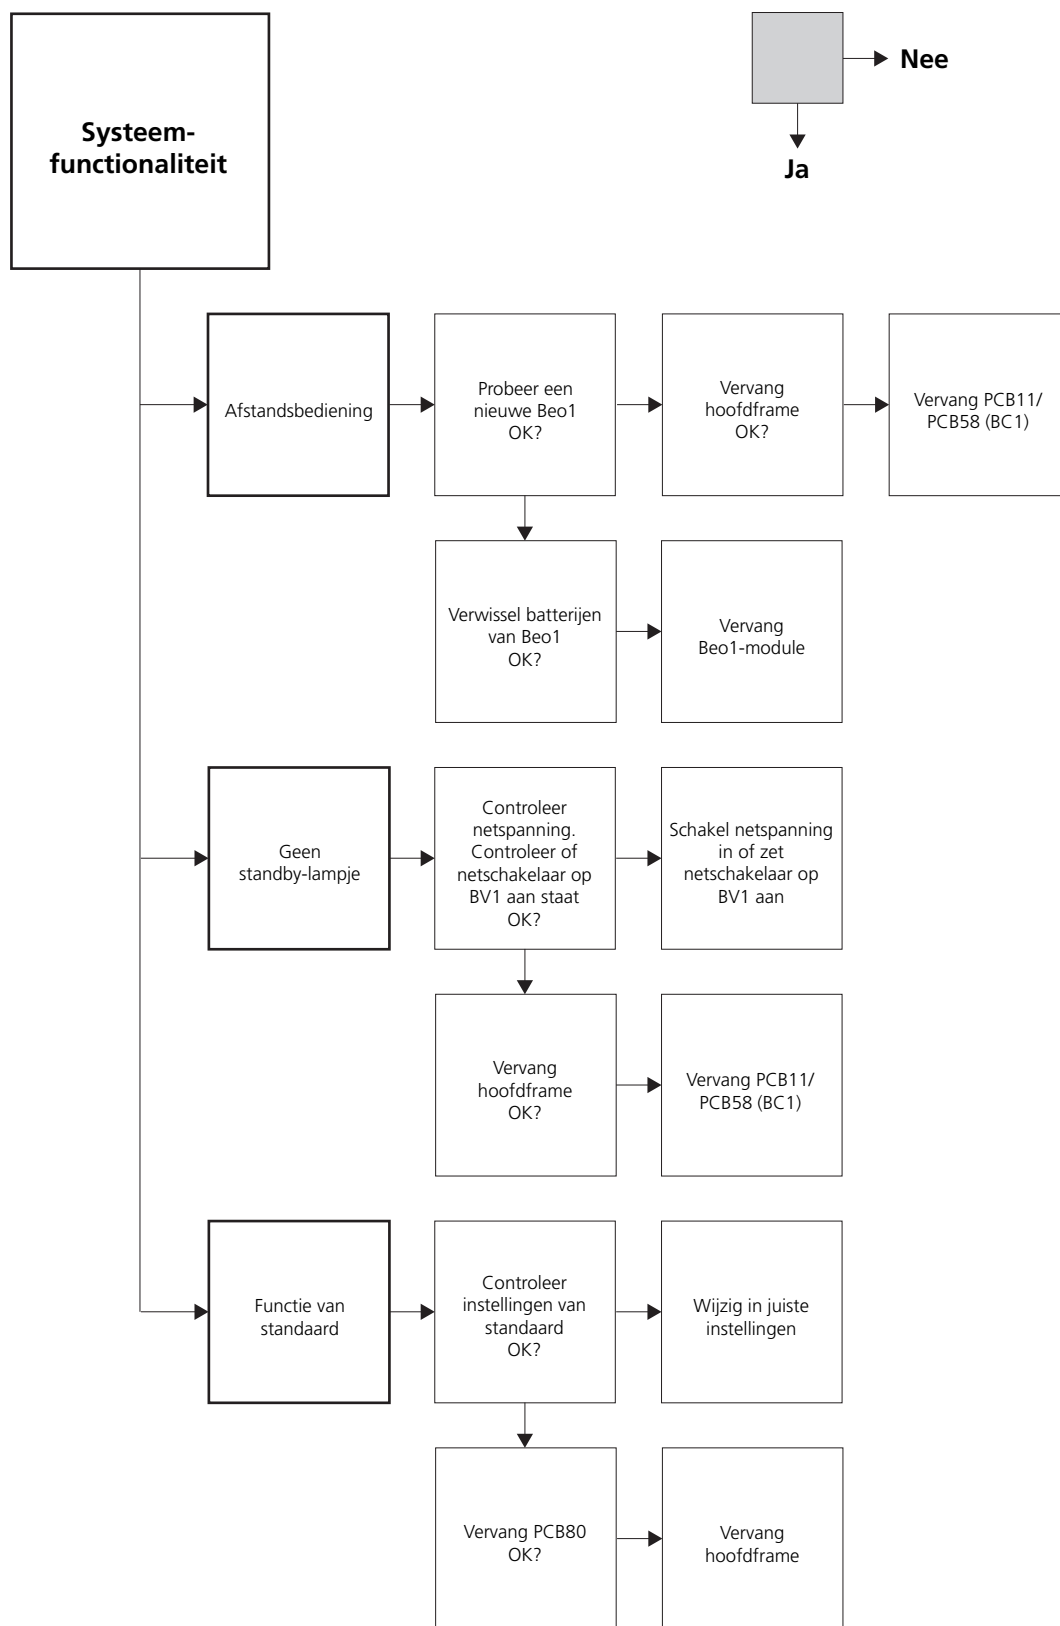 Systeem-
functionaliteit
Nee
Ja
Afstandsbediening
Probeer een
nieuwe Beo1
OK?
Vervang
hoofdframe
OK?
Vervang PCB11/
PCB58 (BC1)
Verwissel batterijen
van Beo1
OK?
Vervang
Beo1-module
Geen
standby-lampje
Controleer
netspanning.
Controleer of
netschakelaar op
BV1 aan staat
OK?
Schakel netspanning
in of zet
netschakelaar op
BV1 aan
Vervang
hoofdframe
OK?
Vervang PCB11/
PCB58 (BC1)
Functie van
standaard
Controleer
instellingen van
standaard
OK?
Wijzig in juiste
instellingen
Vervang PCB80
OK?
Vervang
hoofdframe